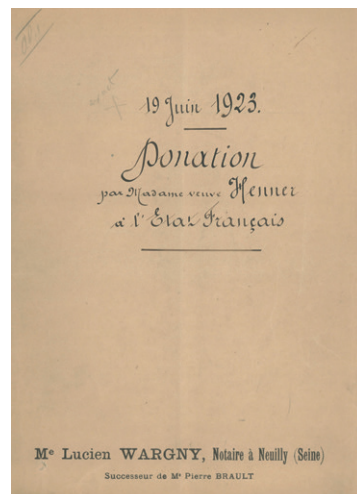 19 Juin 1923.
Donation
par Madame veuve Henner
à l'Etat Français
Me Lucien WARGNY, Notaire à Neuilly (Seine)
Successeur de Me Pierre BRAULT